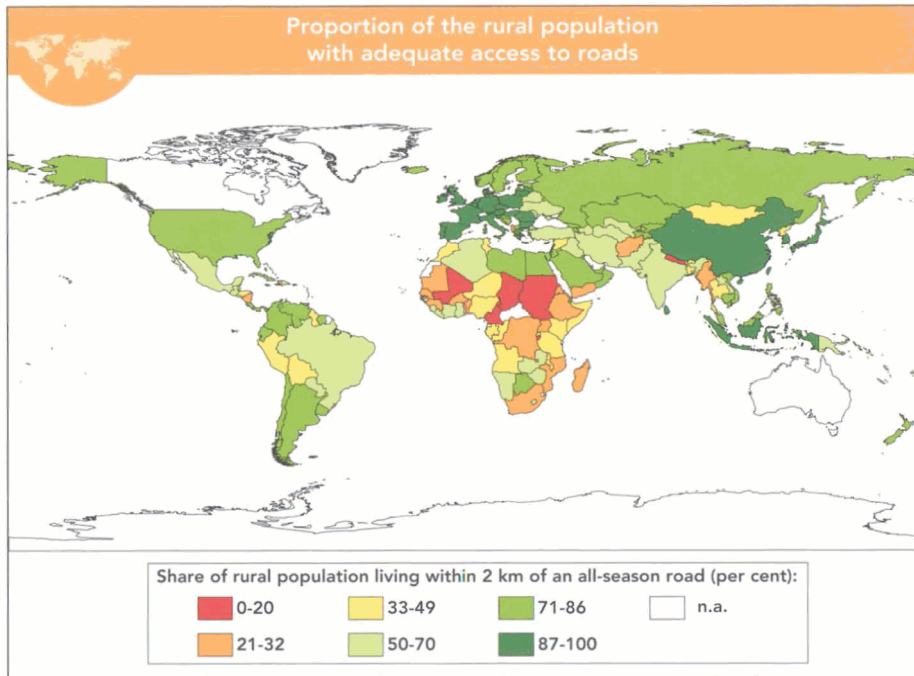 Proportion of the rural population
with adequate access to roads
Share of rural population living within 2 km of an all-season road (per cent):
0-20
33-49
71-86
n.a.
21-32
50-70
87-100